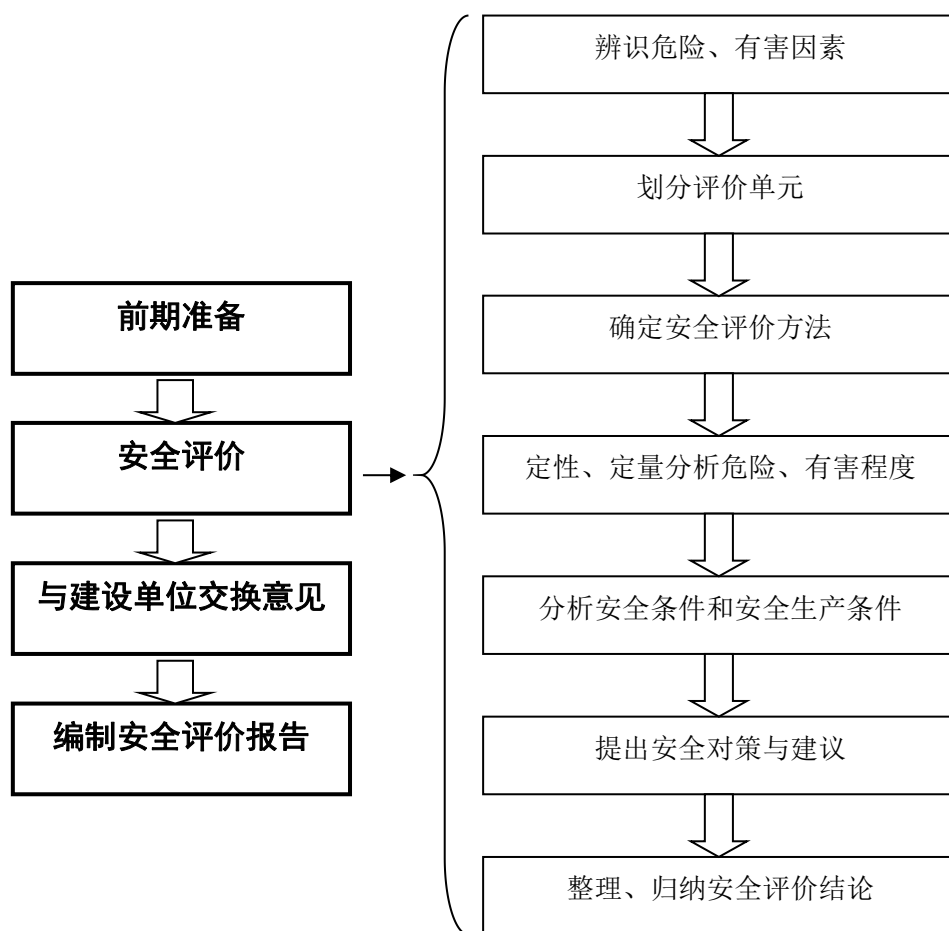 前期准备
安全评价
与建设单位交换意见
编制安全评价报告
辨识危险、有害因素
划分评价单元
确定安全评价方法
定性、定量分析危险、有害程度
分析安全条件和安全生产条件
提出安全对策与建议
整理、归纳安全评价结论